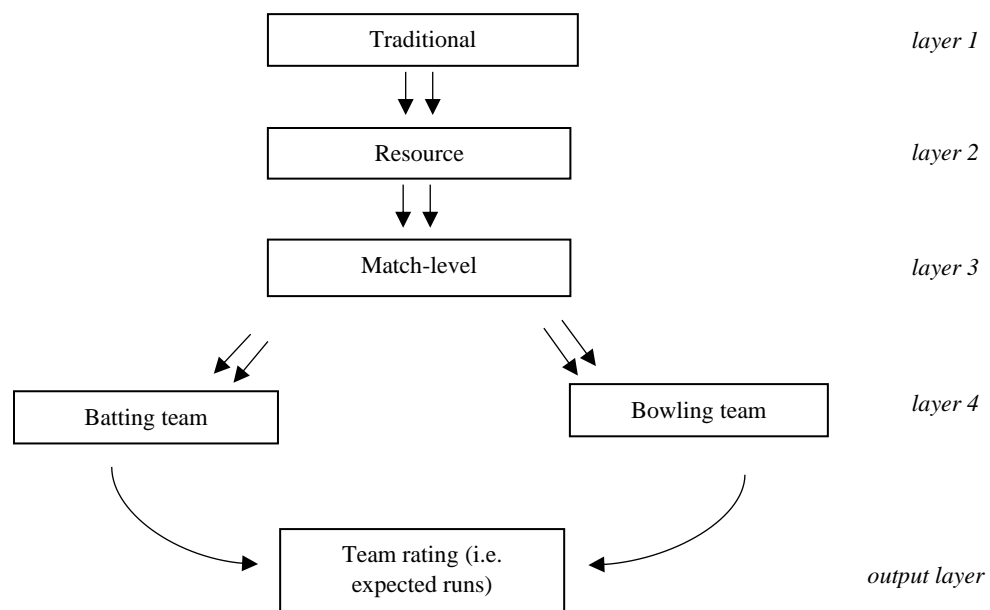 Traditional
layer 1
Resource
layer 2
Match-level
layer 3
Batting team
Bowling team
layer 4
Team rating (i.e.
expected runs)
output layer